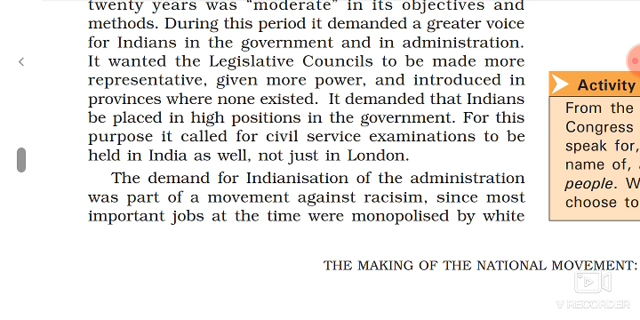 twenty years was “moderate” in its objectives and
methods. During this period it demanded a greater voice
for Indians in the government and in administration.
It wanted the Legislative Councils to be made more
representative, given more power, and introduced in
provinces where none existed. It demanded that Indians
be placed in high positions in the government. For this
purpose it called for civil service examinations to be
held in India as well, not just in London.
The demand for Indianisation of the administration
was part of a movement against racisim, since most
important jobs at the time were monopolised by white
Activity
From the
Congress
speak for,
name of,
people. W
choose to
THE MAKING OF THE NATIONAL MOVEMENT:
V RECORDER